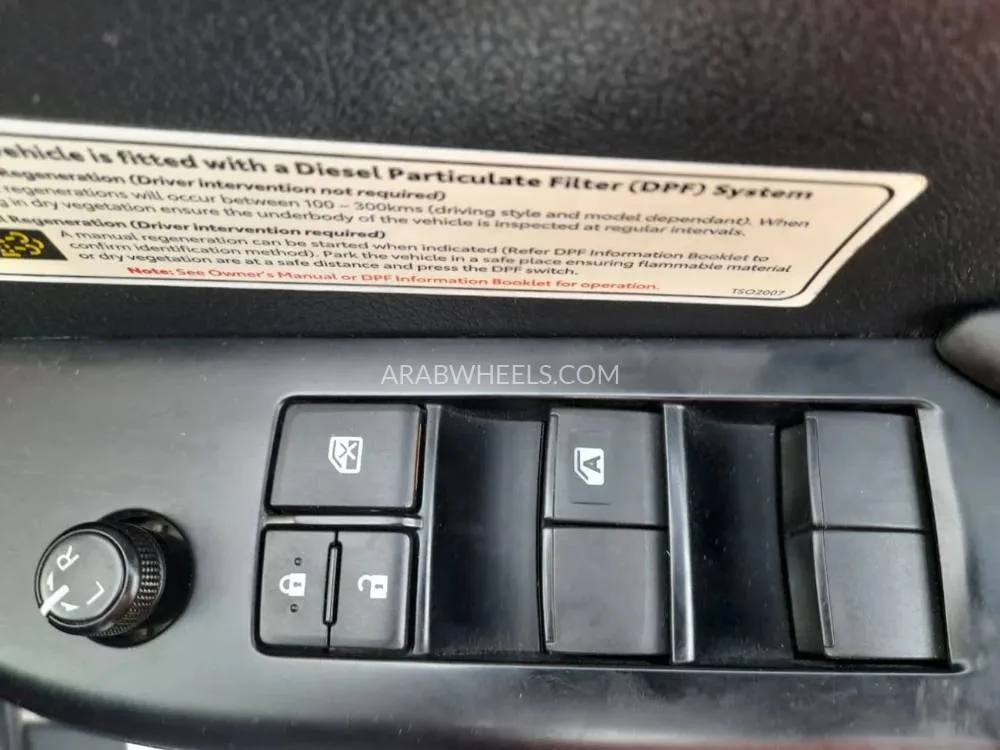 vehicle is fitted with a Diesel Particulate Filter (DPF) System
Regeneration (Driver intervention not required)
regenerations will occur between 100 – 300kms (driving style and model dependant). When
g in dry vegetation ensure the underbody of the vehicle is inspected at regular intervals.
l Regeneration (Driver intervention required)
A manual regeneration can be started when indicated (Refer DPF Information Booklet to
confirm identification method). Park the vehicle in a safe place ensuring flammable material
or dry vegetation are at a safe distance and press the DPF switch.
Note: See Owner's Manual or DPF Information Booklet for operation.
TSO2007
ARABWHEELS.COM
A
R
L